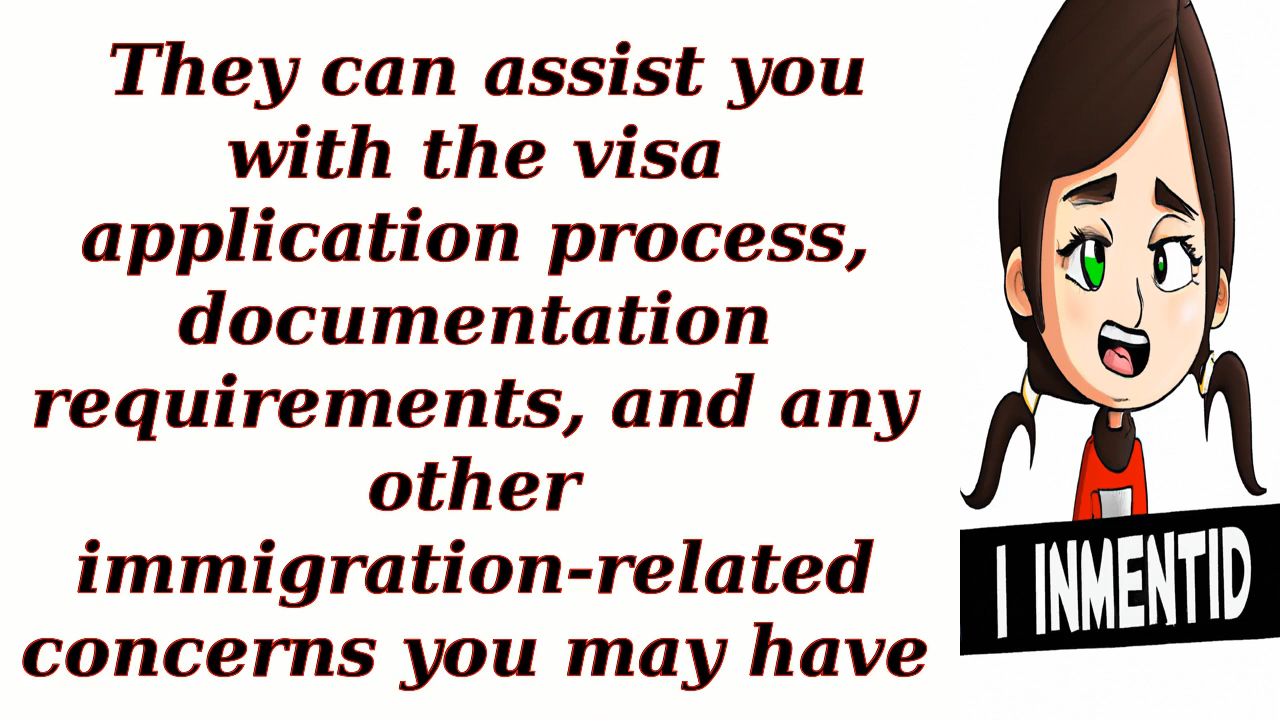 They can assist you
with the visa
application process,
documentation
requirements, and any
other
immigration-related
concerns you may have
I INMENTID